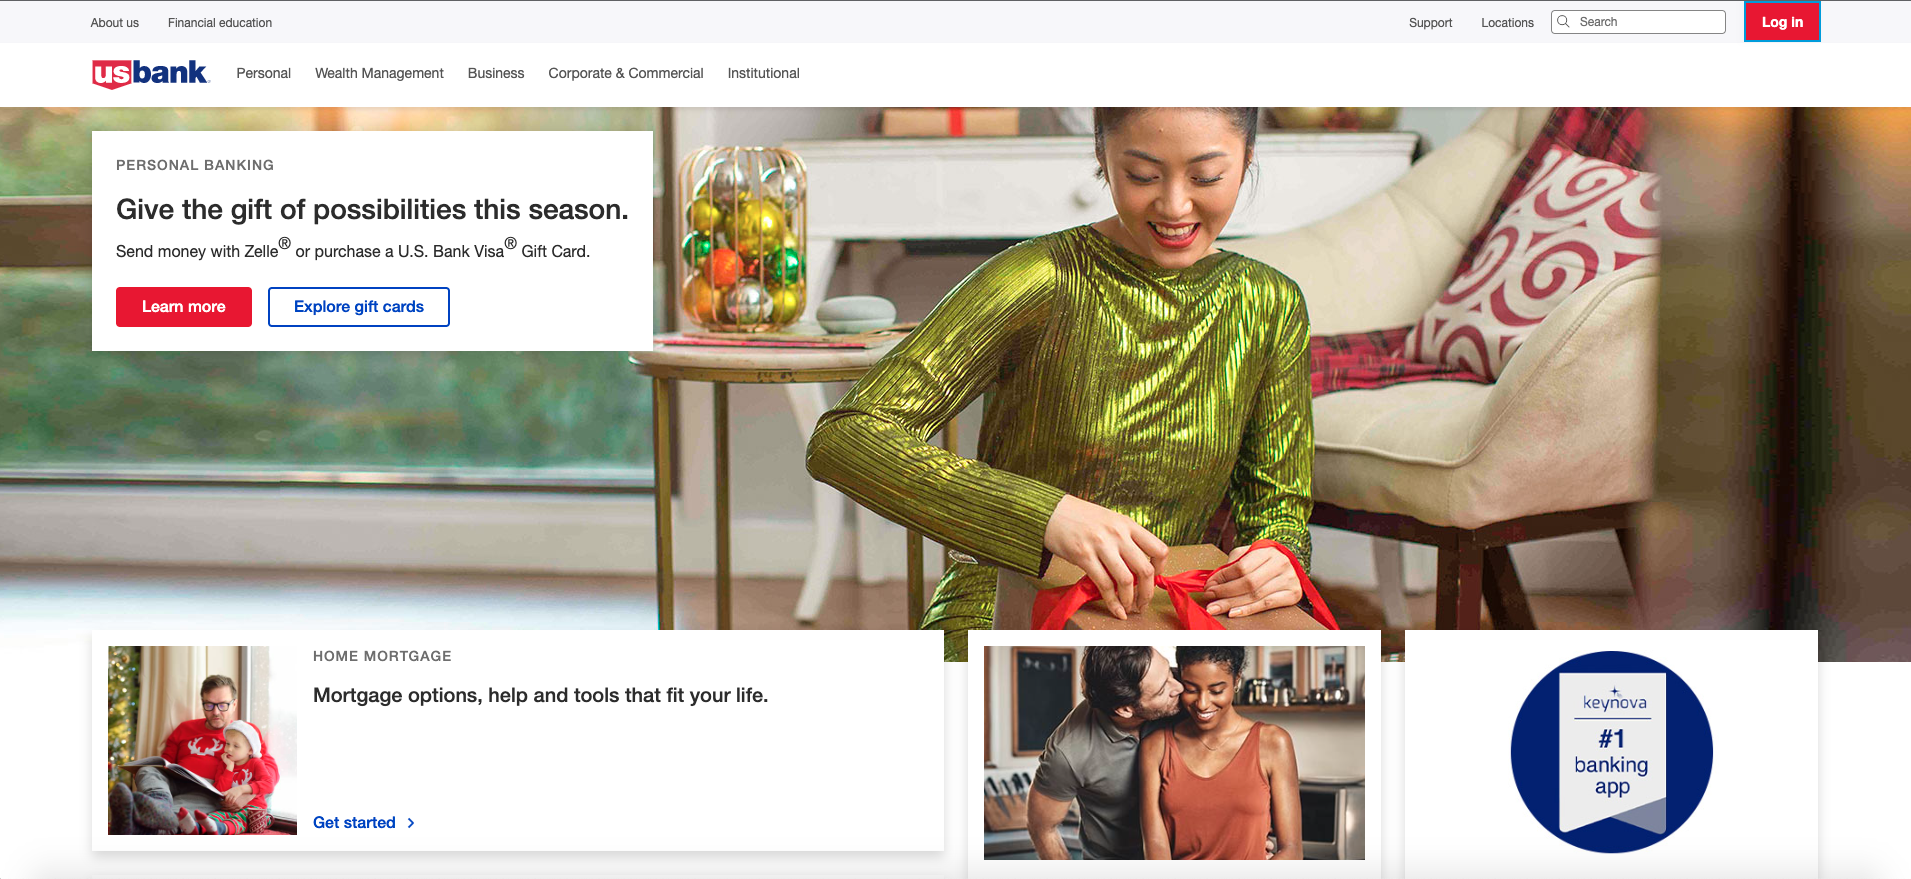 About us
Financial education
Support
Locations
Search
Log in
usbank
Personal
Wealth Management
Business
Corporate & Commercial
Institutional
PERSONAL BANKING
Give the gift of possibilities this season.
Send money with Zelle® or purchase a U.S. Bank Visa® Gift Card.
Learn more
Explore gift cards
HOME MORTGAGE
Mortgage options, help and tools that fit your life.
Get started
keynova
#1
banking
app